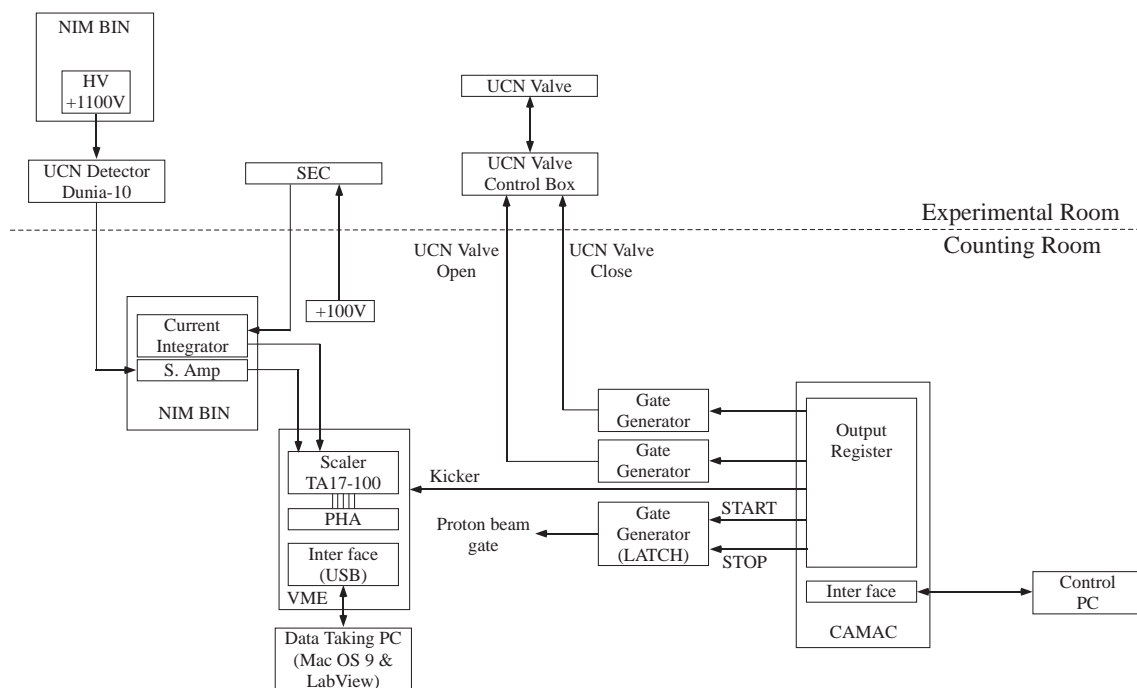 NIM BIN
HV
+1100V
UCN Detector
Dunia-10
SEC
UCN Valve
UCN Valve
Control Box
Experimental Room
Counting Room
UCN Valve
Open
UCN Valve
Close
+100V
Current
Integrator
S. Amp
NIM BIN
Scaler
TA17-100
PHA
Inter face
(USB)
VME
Data Taking PC
(Mac OS 9 &
LabView)
Kicker
Gate
Generator
Gate
Generator
Gate
Generator
(LATCH)
Proton beam
gate
START
STOP
Output
Register
Inter face
CAMAC
Control
PC